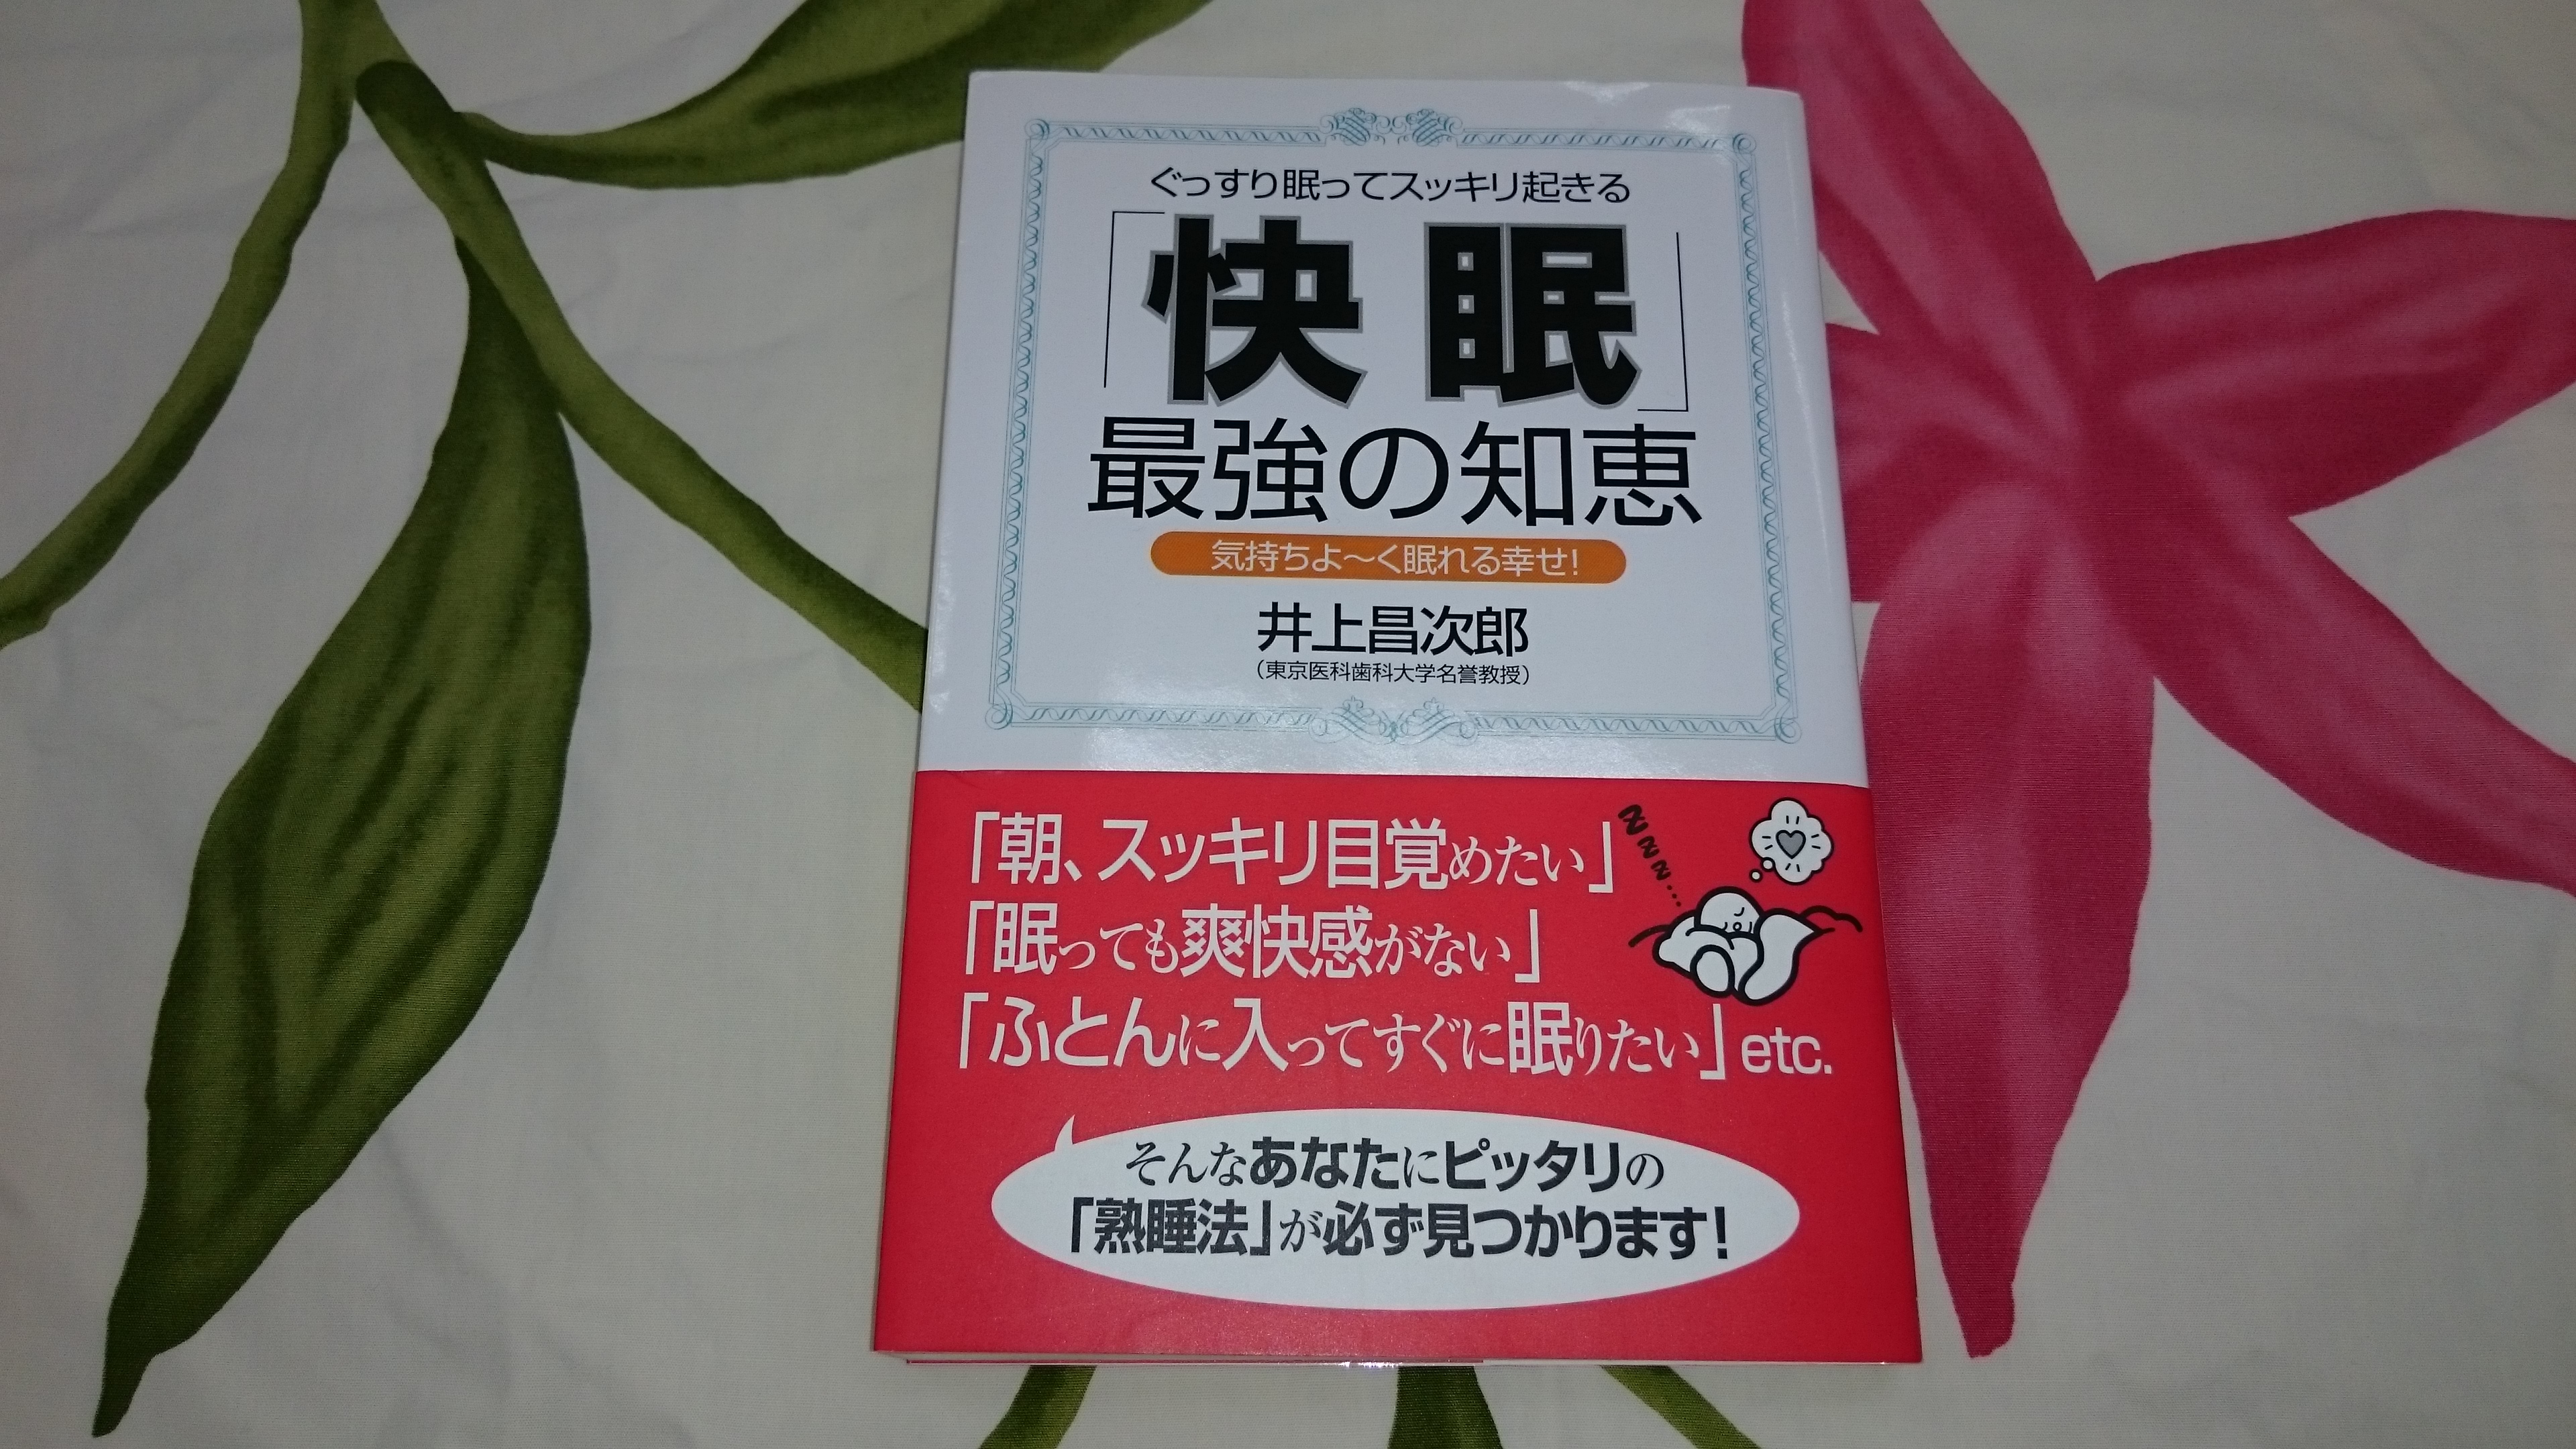 ぐっすり眠ってスッキリ起きる
「快眠」
最強の知恵
気持ちよ～く眠れる幸せ!
井上昌次郎
（東京医科歯科大学名誉教授）
「朝、スッキリ目覚めたい」
zzzz…
「眠っても爽快感がない」
「ふとんに入ってすぐに眠りたい」etc.
そんなあなたにピッタリの
「熟睡法」が必ず見つかります!